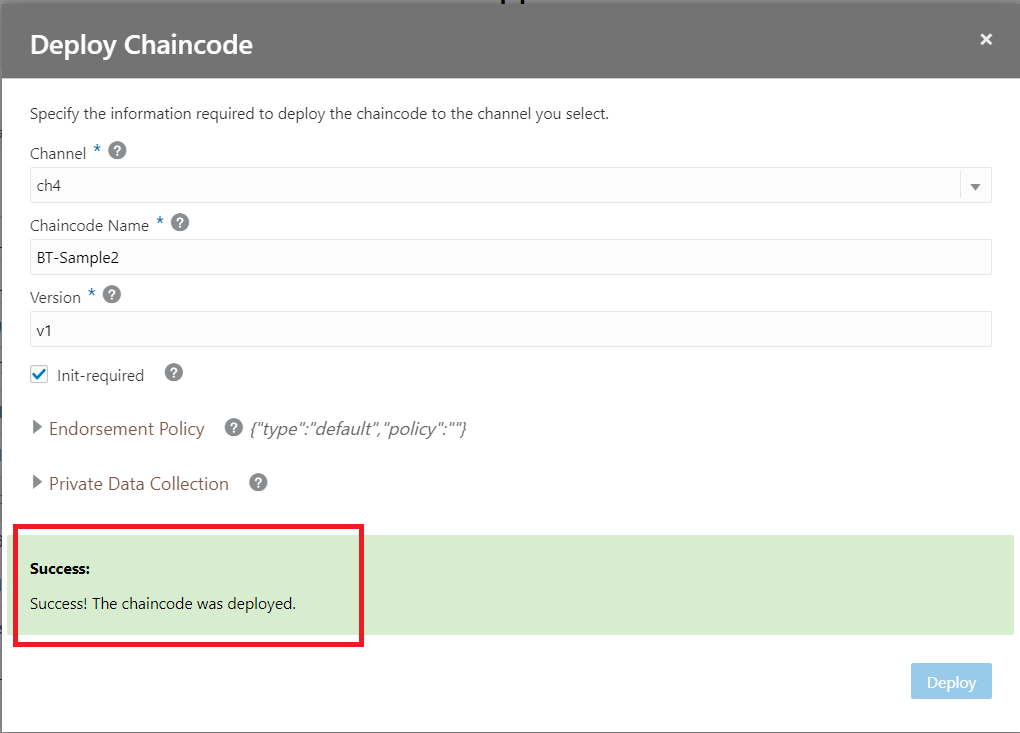 Deploy Chaincode
Specify the information required to deploy the chaincode to the channel you select.
Channel *
ch4
Chaincode Name *
BT-Sample2
Version *
v1
Init-required
Endorsement Policy {"type":"default","policy":""}
Private Data Collection
Success:
Success! The chaincode was deployed.
Deploy